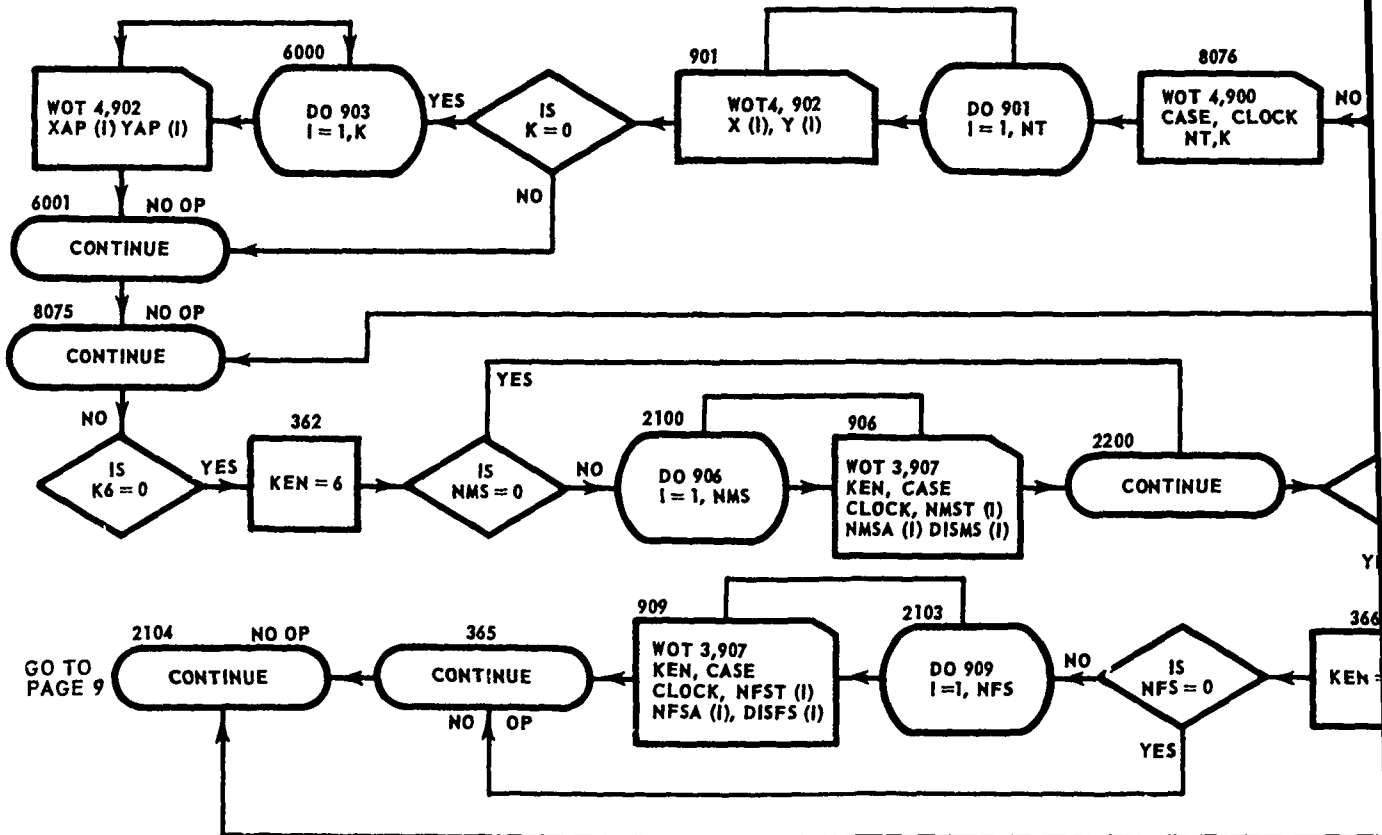 6000
901
8076
WOT 4,902
XAP (I) YAP (I)
DO 903
I = 1,K
YES
IS
K = 0
NO
WOT4, 902
X (I), Y (I)
DO 901
I = 1, NT
WOT 4,900
CASE, CLOCK
NT,K
NO
6001
NO OP
CONTINUE
8075
NO OP
CONTINUE
NO
IS
K6 = 0
YES
362
KEN = 6
YES
IS
NMS = 0
NO
2100
DO 906
I = 1, NMS
906
WOT 3,907
KEN, CASE
CLOCK, NMST (I)
NMSA (I) DISMS (I)
2200
CONTINUE
GO TO
PAGE 9
2104
NO OP
CONTINUE
365
CONTINUE
NO OP
909
WOT 3,907
KEN, CASE
CLOCK, NFST (I)
NFSA (I), DISFS (I)
2103
DO 909
I =1, NFS
NO
IS
NFS = 0
YES
366
KEN =